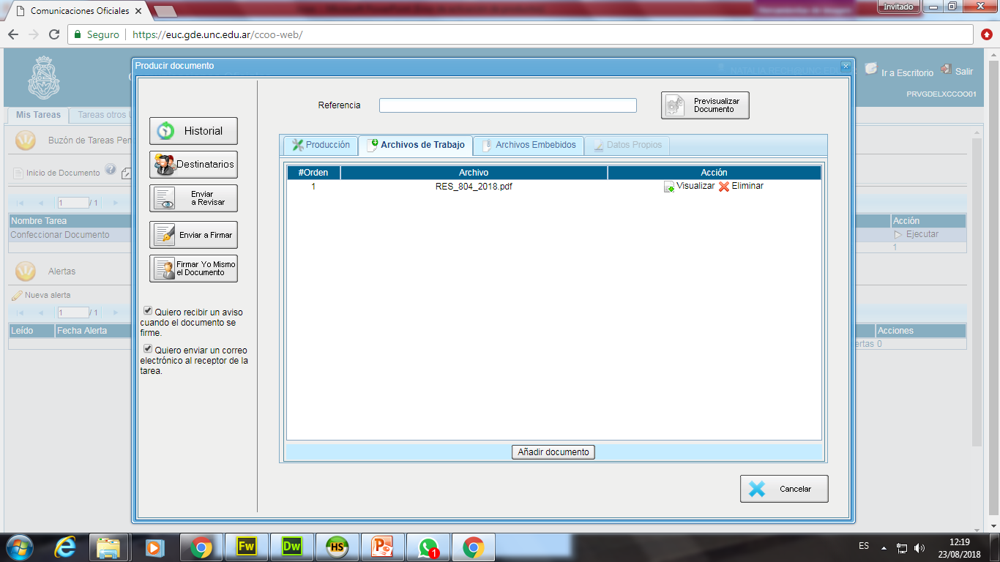 Comunicaciones Oficiales
Invitado
Seguro
https://euc.gde.unc.edu.ar/ccoo-web/
Ir a Escritorio
Salir
PRVGDELXCCOO01
Mis Tareas
Tareas otros
Buzón de Tareas Pen
Inicio de Documento
1 / 1
Nombre Tarea
Acción
Confeccionar Documento
Ejecutar
1
Alertas
Nueva alerta
1 / 1
Leído
Fecha Alerta
Acciones
ertas 0
Producir documento
Historial
Destinatarios
Enviar
a Revisar
Enviar a Firmar
Firmar Yo Mismo
el Documento
Quiero recibir un aviso
cuando el documento se
firme.
Quiero enviar un correo
electrónico al receptor de la
tarea.
Referencia
Previsualizar
Documento
Producción
Archivos de Trabajo
Archivos Embebidos
Datos Propios
#Orden
Archivo
Acción
1
RES_804_2018.pdf
Visualizar
Eliminar
Añadir documento
Cancelar
Fw
Dw
HS
1
ES
12:19
23/08/2018